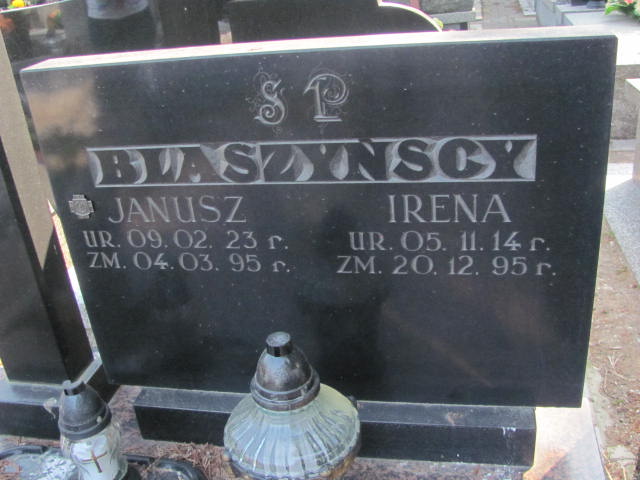 Ś P
BŁASZYŃSCY
JANUSZ
UR. 09. 02. 23 r.
ZM. 04. 03. 95 r.
IRENA
UR. 05. 11. 14 r.
ZM. 20. 12. 95 r.